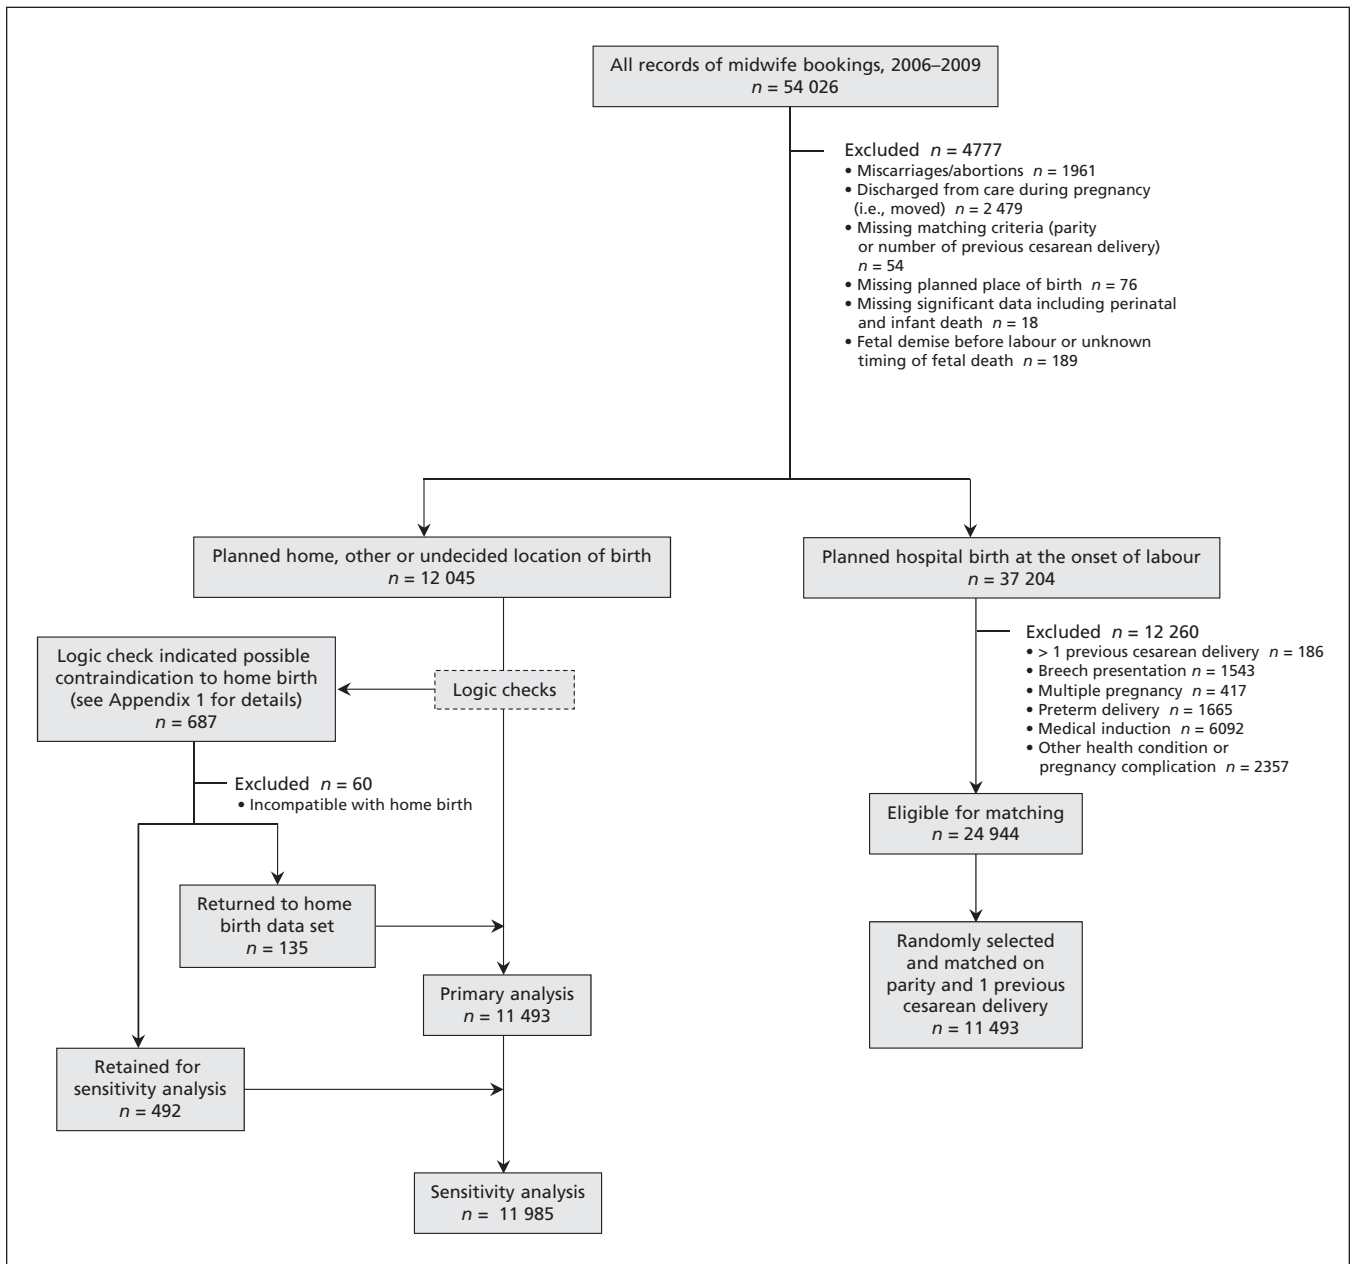 All records of midwife bookings, 2006–2009
n = 54 026
Excluded n = 4777
• Miscarriages/abortions n = 1961
• Discharged from care during pregnancy
(i.e., moved) n = 2 479
• Missing matching criteria (parity
or number of previous cesarean delivery)
n = 54
• Missing planned place of birth n = 76
• Missing significant data including perinatal
and infant death n = 18
• Fetal demise before labour or unknown
timing of fetal death n = 189
Planned home, other or undecided location of birth
n = 12 045
Planned hospital birth at the onset of labour
n = 37 204
Logic check indicated possible
contraindication to home birth
(see Appendix 1 for details)
n = 687
Logic checks
Excluded n = 12 260
• > 1 previous cesarean delivery n = 186
• Breech presentation n = 1543
• Multiple pregnancy n = 417
• Preterm delivery n = 1665
• Medical induction n = 6092
• Other health condition or
pregnancy complication n = 2357
Excluded n = 60
• Incompatible with home birth
Eligible for matching
n = 24 944
Returned to home
birth data set
n = 135
Randomly selected
and matched on
parity and 1 previous
cesarean delivery
n = 11 493
Primary analysis
n = 11 493
Retained for
sensitivity analysis
n = 492
Sensitivity analysis
n = 11 985